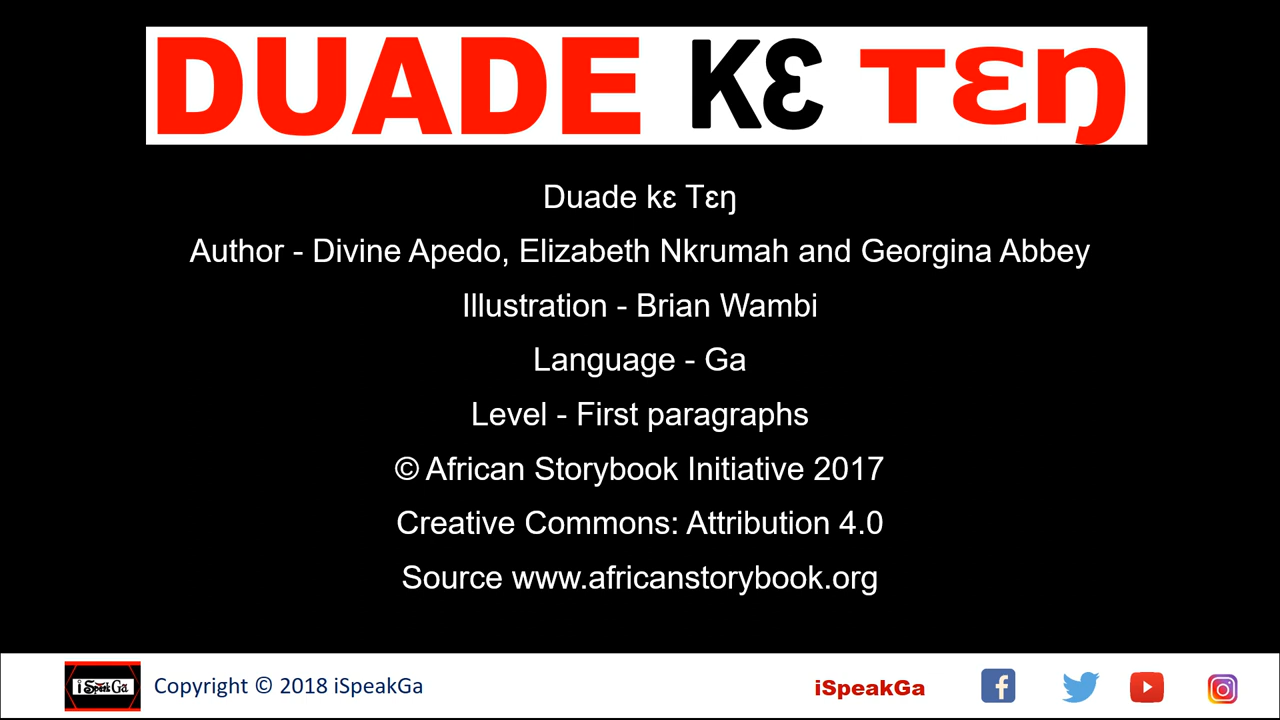 DUADE kɛ Tɛŋ
Duade kɛ Tɛŋ
Author - Divine Apedo, Elizabeth Nkrumah and Georgina Abbey
Illustration - Brian Wambi
Language - Ga
Level - First paragraphs
© African Storybook Initiative 2017
Creative Commons: Attribution 4.0
Source www.africanstorybook.org
i Speak Ga
Copyright © 2018 iSpeakGa
iSpeakGa